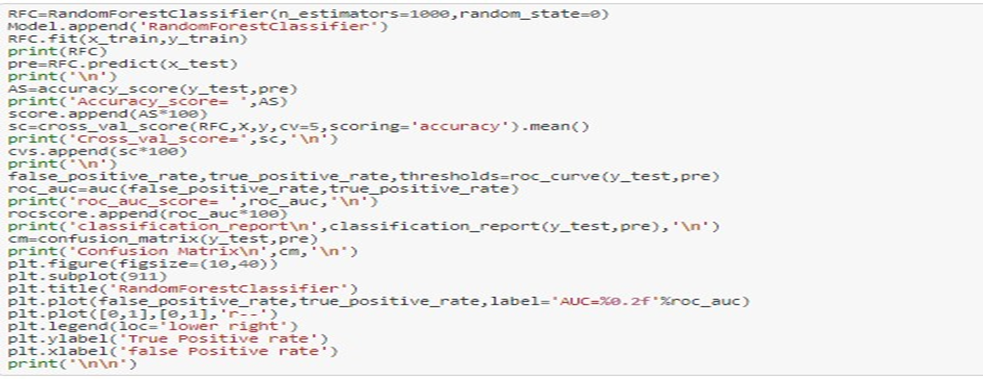 RFC=RandomForestClassifier(n_estimators=1000,random_state=0)
Model.append('RandomForestClassifier')
RFC.fit(x_train,y_train)
print(RFC)
pre=RFC.predict(x_test)
print('\n')
AS=accuracy_score(y_test,pre)
print('Accuracy_score= ',AS)
score.append(AS*100)
sc=cross_val_score(RFC,X,y,cv=5,scoring='accuracy').mean()
print('Cross_val_score=',sc,'\n')
cvs.append(sc*100)
print('\n')
false_positive_rate,true_positive_rate,thresholds=roc_curve(y_test,pre)
roc_auc=auc(false_positive_rate,true_positive_rate)
print('roc_auc_score= ',roc_auc,'\n')
rocscore.append(roc_auc*100)
print('classification_report\n',classification_report(y_test,pre),'\n')
cm=confusion_matrix(y_test,pre)
print('Confusion Matrix\n',cm,'\n')
plt.figure(figsize=(10,40))
plt.subplot(911)
plt.title('RandomForestClassifier')
plt.plot(false_positive_rate,true_positive_rate,label='AUC=%0.2f'%roc_auc)
plt.plot([0,1],[0,1],'r--')
plt.legend(loc='lower right')
plt.ylabel('True Positive rate')
plt.xlabel('false Positive rate')
print('\n\n')